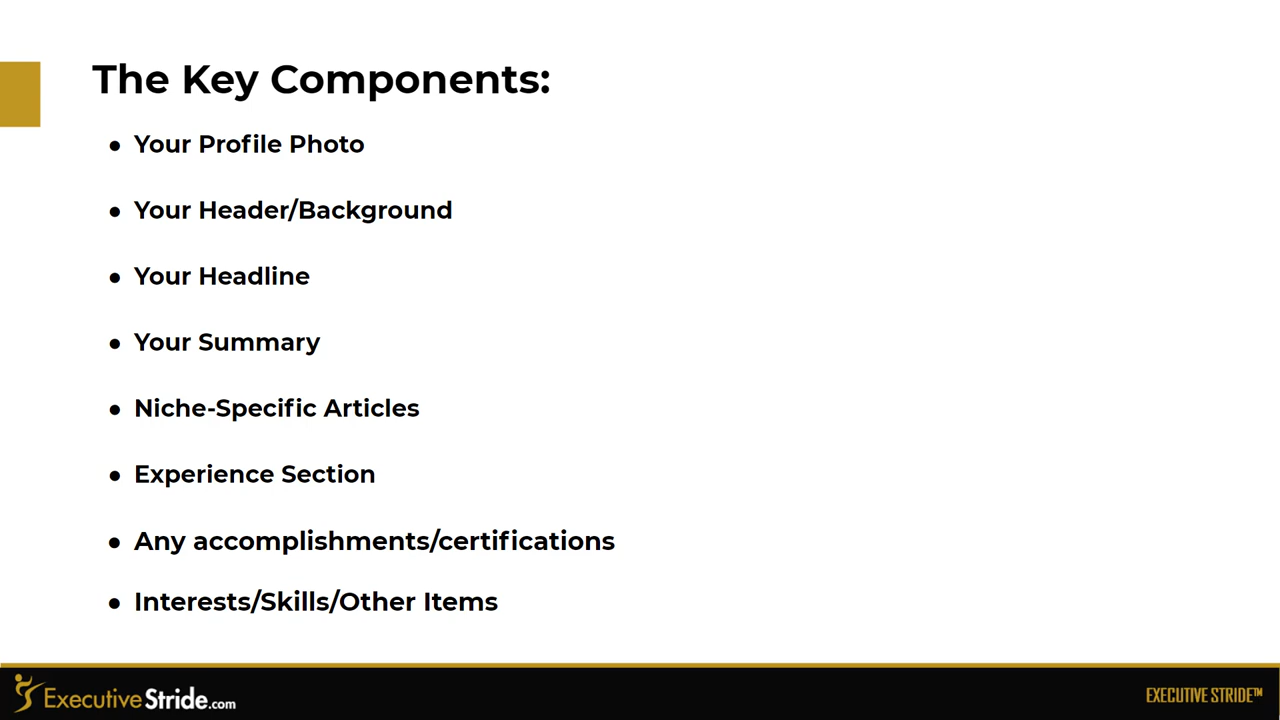 The Key Components:
● Your Profile Photo
● Your Header/Background
● Your Headline
● Your Summary
● Niche-Specific Articles
● Experience Section
● Any accomplishments/certifications
● Interests/Skills/Other Items
ExecutiveStride.com
EXECUTIVE STRIDE™